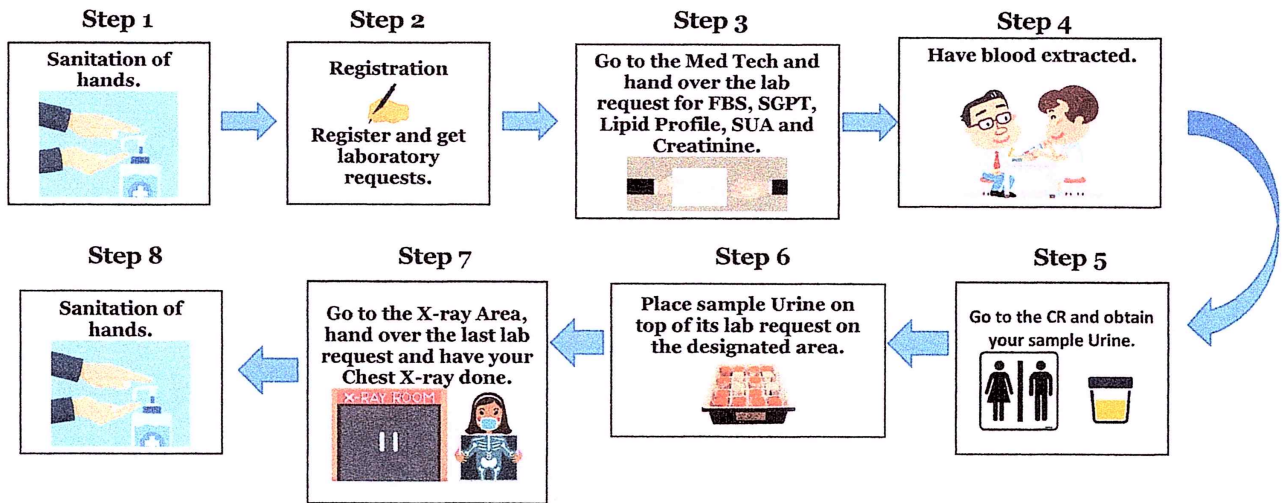 Step 1
Sanitation of
hands.
Step 2
Registration
Register and get
laboratory
requests.
Step 3
Go to the Med Tech and
hand over the lab
request for FBS, SGPT,
Lipid Profile, SUA and
Creatinine.
Step 4
Have blood extracted.
Step 5
Go to the CR and obtain
your sample Urine.
Step 6
Place sample Urine on
top of its lab request on
the designated area.
Step 7
Go to the X-ray Area,
hand over the last lab
request and have your
Chest X-ray done.
X-RAY ROOM
Step 8
Sanitation of
hands.